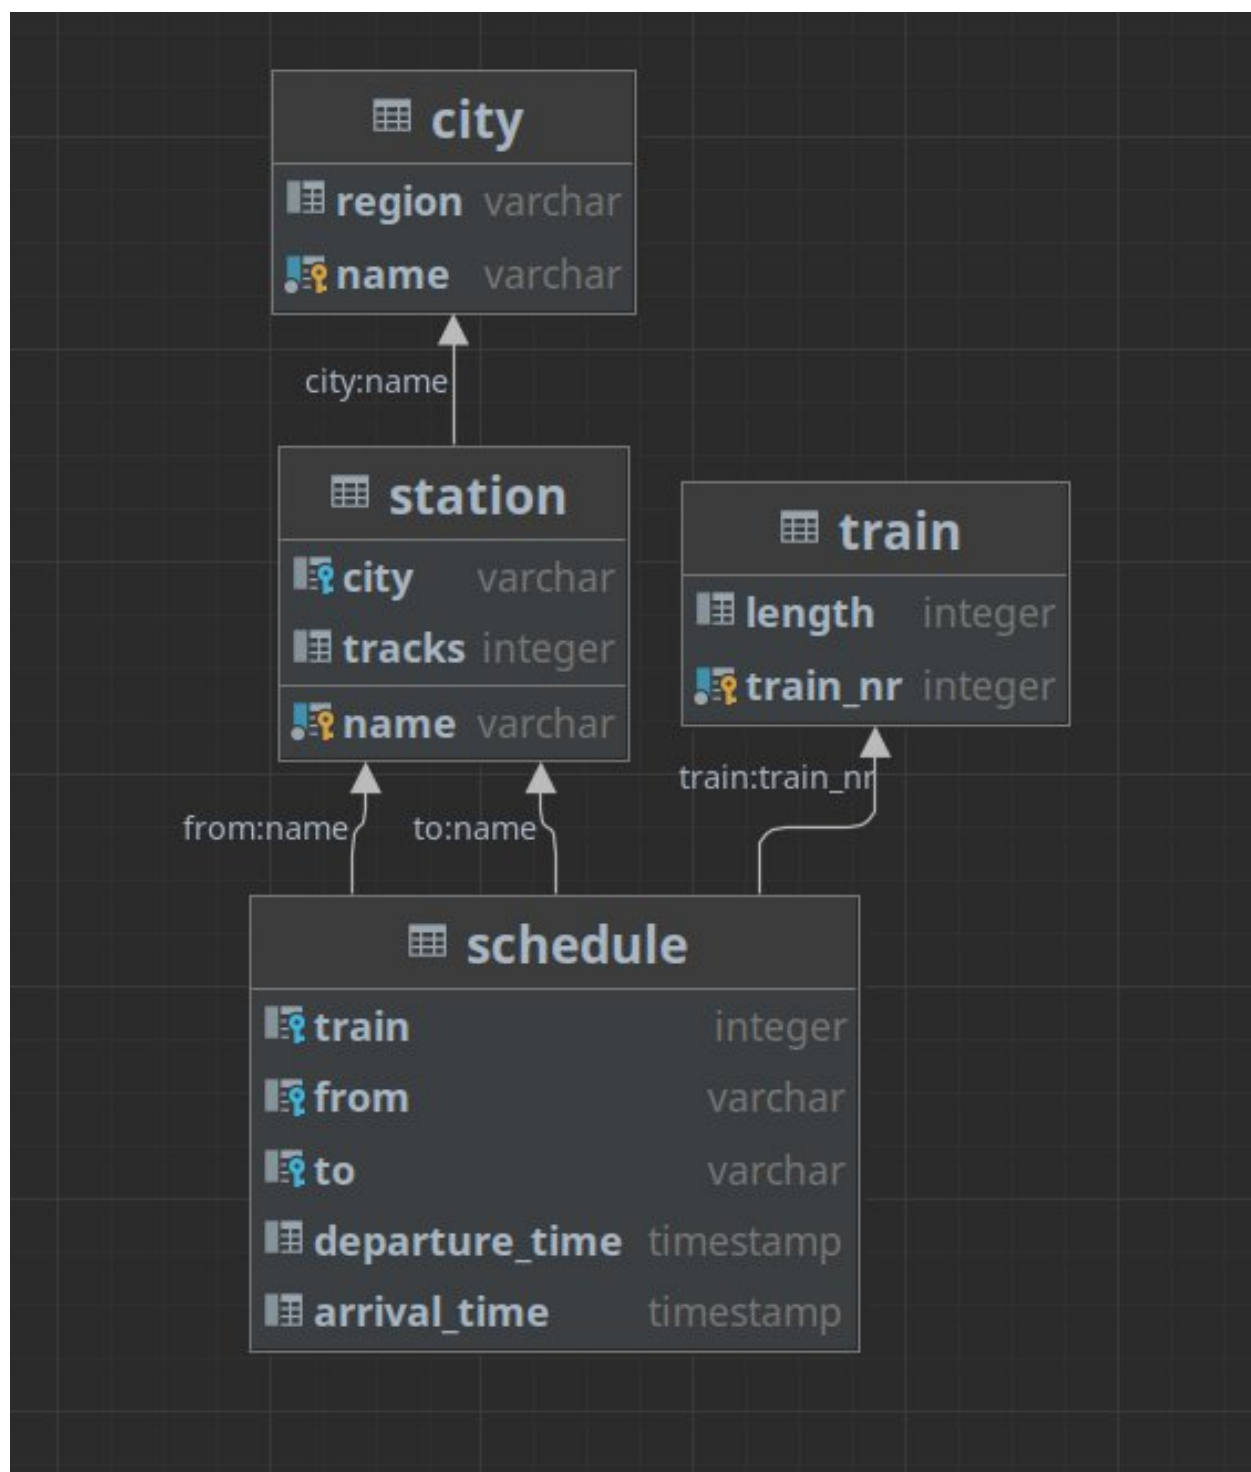 city
region varchar
name varchar
city:name
station
city varchar
tracks integer
name varchar
train
length integer
train_nr integer
from:name
to:name
train:train_nr
schedule
train integer
from varchar
to varchar
departure_time timestamp
arrival_time timestamp